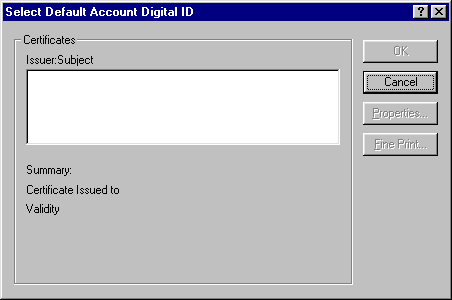 Select Default Account Digital ID
Certificates
Issuer:Subject
Summary:
Certificate Issued to
Validity
OK
Cancel
Properties...
Fine Print...